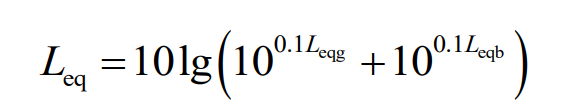 L_eq = 10lg(10^{0.1L_eqg} + 10^{0.1L_eqb})